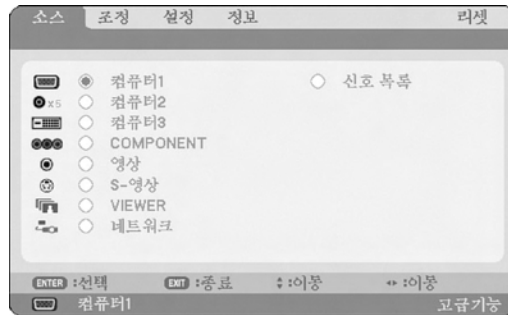 소스 조정 설정 정보 리셋
컴퓨터1 신호 목록
x5 컴퓨터2
컴퓨터3
COMPONENT
영상
S-영상
VIEWER
네트워크
ENTER :선택 EXIT :종료 :이동 :이동
컴퓨터1 고급기능